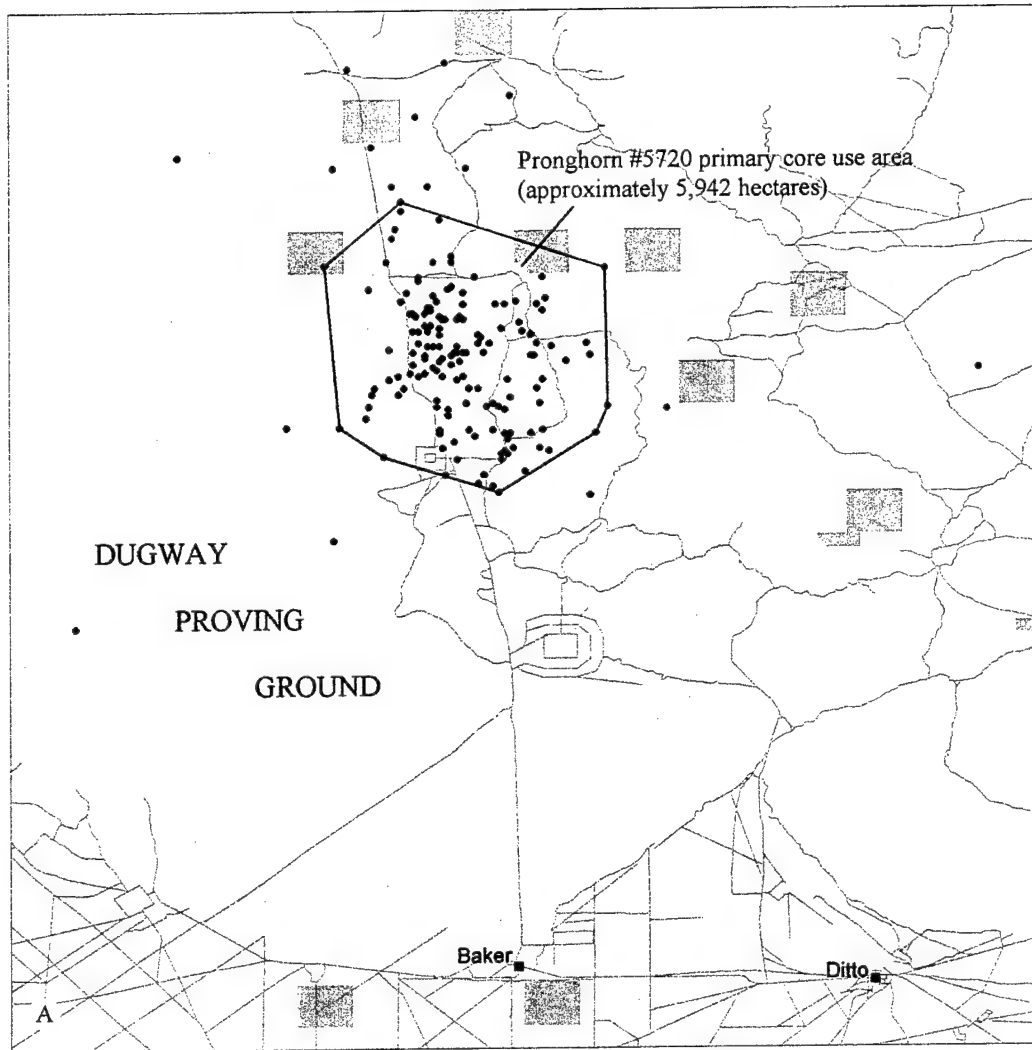 Pronghorn #5720 primary core use area
(approximately 5,942 hectares)
DUGWAY
PROVING
GROUND
Baker
Ditto
A